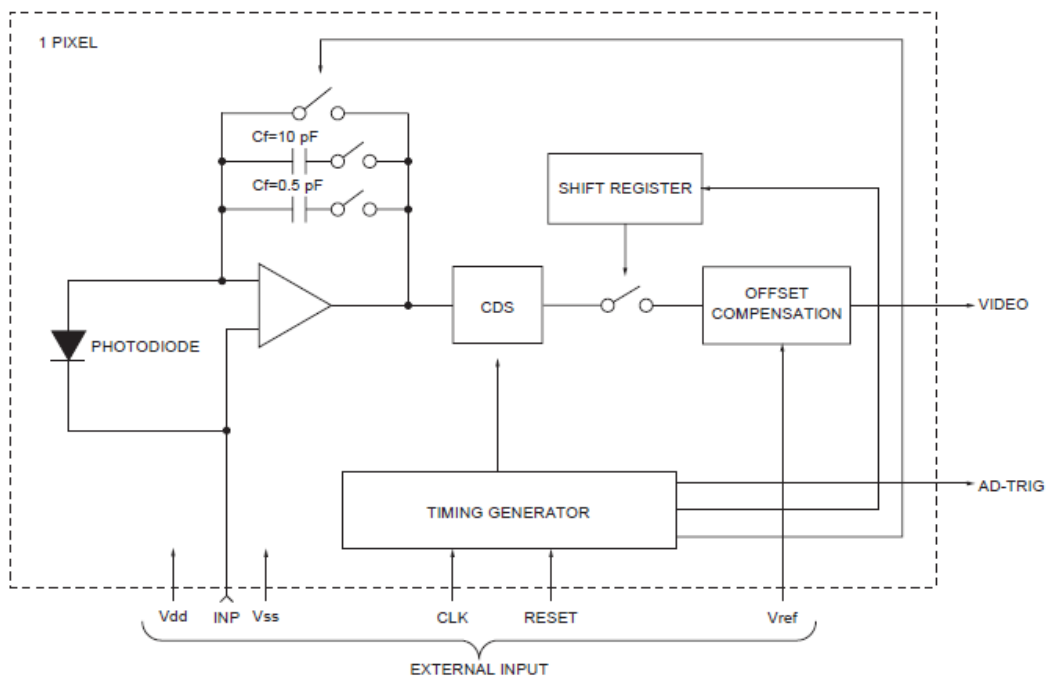 1 PIXEL
Cf=10 pF
Cf=0.5 pF
SHIFT REGISTER
CDS
OFFSET
COMPENSATION
VIDEO
PHOTODIODE
TIMING GENERATOR
AD-TRIG
Vdd
INP
Vss
CLK
RESET
Vref
EXTERNAL INPUT